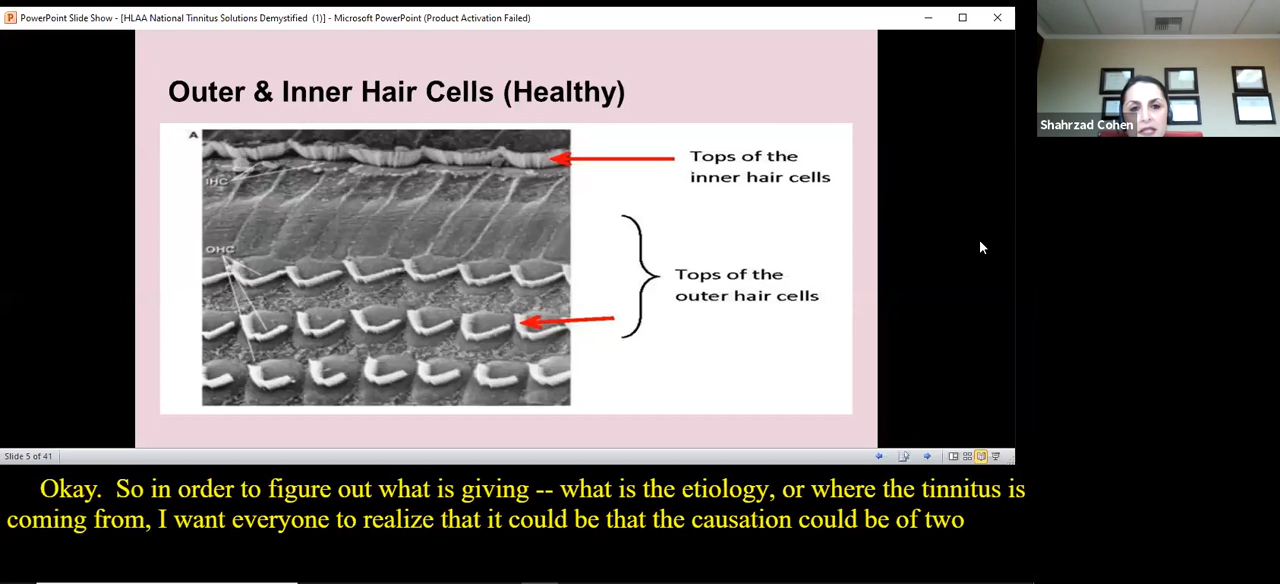 PowerPoint Slide Show - [HLAA National Tinnitus Solutions Demystified (1)] - Microsoft PowerPoint (Product Activation Failed)
Outer & Inner Hair Cells (Healthy)
A
IHC
OHC
Tops of the
inner hair cells
Tops of the
outer hair cells
Shahrzad Cohen
Slide 5 of 41
Okay. So in order to figure out what is giving -- what is the etiology, or where the tinnitus is
coming from, I want everyone to realize that it could be that the causation could be of two